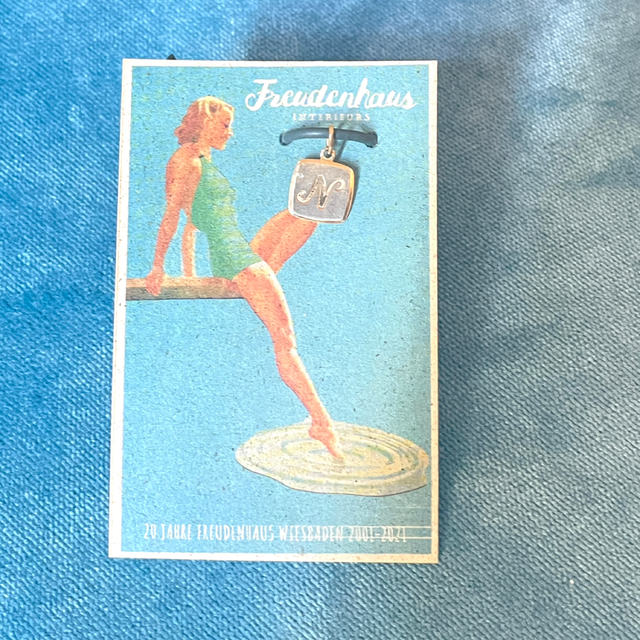 Freudenhaus
INTERIEURS
N
20 JAHRE FREUDENHAUS WIESBADEN 2001-2021